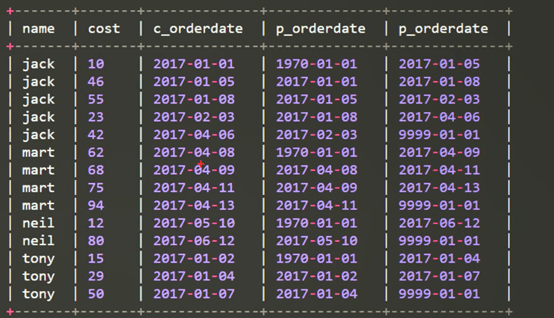 +-------+-------+--------------+--------------+--------------+
| name | cost | c_orderdate | p_orderdate | p_orderdate |
+-------+-------+--------------+--------------+--------------+
| jack | 10 | 2017-01-01 | 1970-01-01 | 2017-01-05 |
| jack | 46 | 2017-01-05 | 2017-01-01 | 2017-01-08 |
| jack | 55 | 2017-01-08 | 2017-01-05 | 2017-02-03 |
| jack | 23 | 2017-02-03 | 2017-01-08 | 2017-04-06 |
| jack | 42 | 2017-04-06 | 2017-02-03 | 9999-01-01 |
| mart | 62 | 2017-04-08 | 1970-01-01 | 2017-04-09 |
| mart | 68 | 2017-04-09 | 2017-04-08 | 2017-04-11 |
| mart | 75 | 2017-04-11 | 2017-04-09 | 2017-04-13 |
| mart | 94 | 2017-04-13 | 2017-04-11 | 9999-01-01 |
| neil | 12 | 2017-05-10 | 1970-01-01 | 2017-06-12 |
| neil | 80 | 2017-06-12 | 2017-05-10 | 9999-01-01 |
| tony | 15 | 2017-01-02 | 1970-01-01 | 2017-01-04 |
| tony | 29 | 2017-01-04 | 2017-01-02 | 2017-01-07 |
| tony | 50 | 2017-01-07 | 2017-01-04 | 9999-01-01 |
+-------+-------+--------------+--------------+--------------+